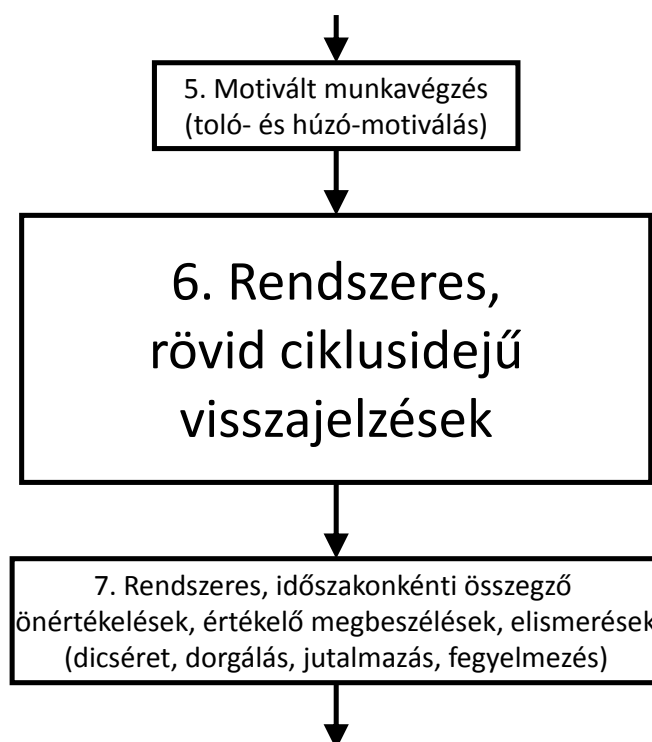 5. Motivált munkavégzés
(toló- és húzó-motiválás)
6. Rendszeres,
rövid ciklusidejű
visszajelzések
7. Rendszeres, időszakonkénti összegző
önértékelések, értékelő megbeszélések, elismerések
(dicséret, dorgálás, jutalmazás, fegyelmezés)